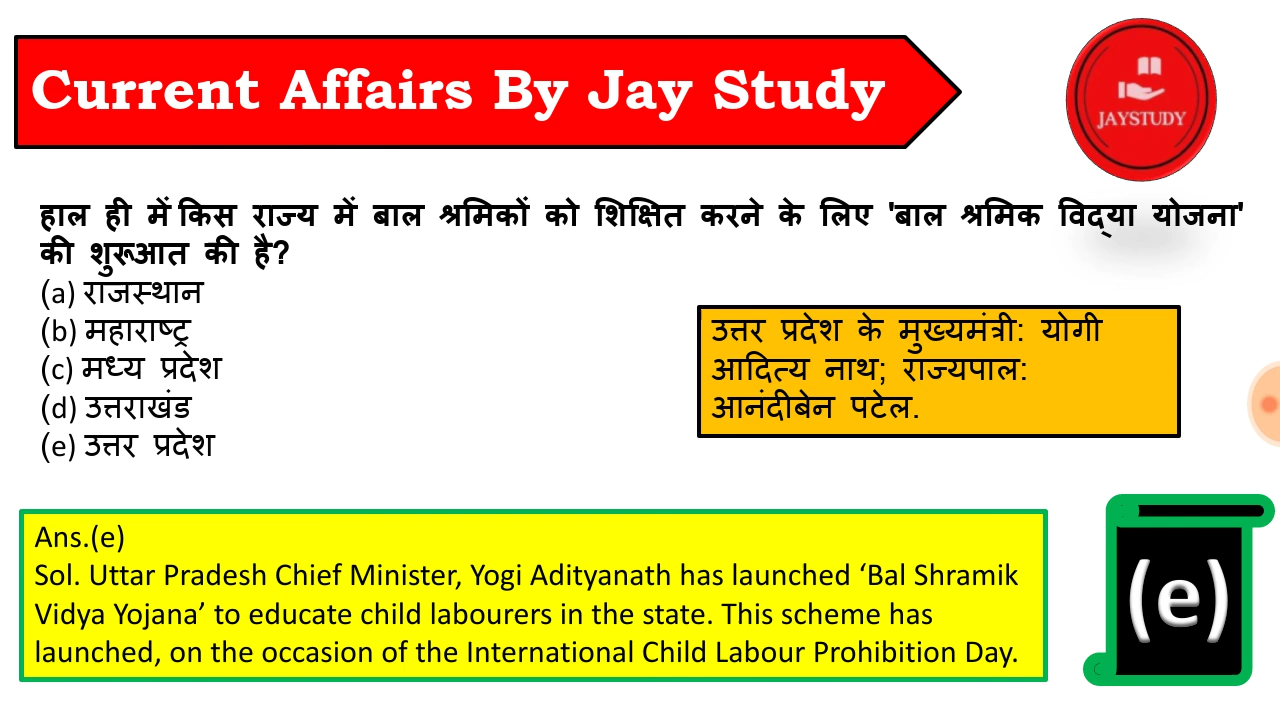 Current Affairs By Jay Study
JAYSTUDY
हाल ही में किस राज्य में बाल श्रमिकों को शिक्षित करने के लिए 'बाल श्रमिक विद्‌या योजना'
की शुरूआत की है?
(a) राजस्थान
(b) महाराष्ट्र
(c) मध्य प्रदेश
(d) उत्तराखंड
(e) उत्तर प्रदेश
उत्तर प्रदेश के मुख्यमंत्री: योगी
आदित्य नाथ; राज्यपाल:
आनंदीबेन पटेल.
Ans.(e)
Sol. Uttar Pradesh Chief Minister, Yogi Adityanath has launched ‘Bal Shramik
Vidya Yojana’ to educate child labourers in the state. This scheme has
launched, on the occasion of the International Child Labour Prohibition Day.
(e)